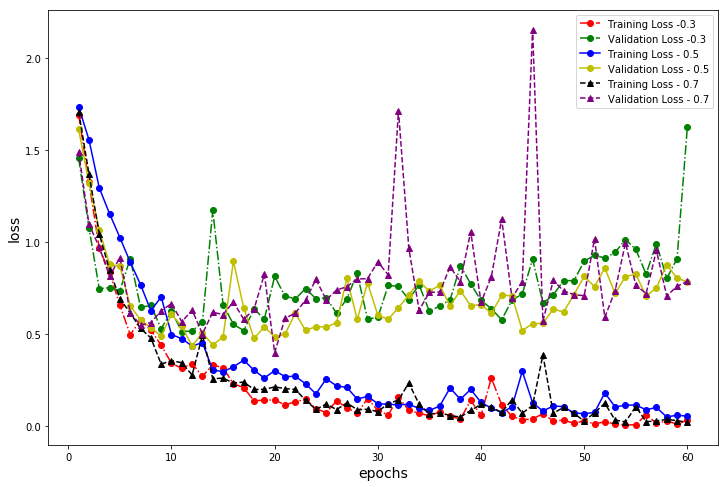 Training Loss -0.3
Validation Loss -0.3
Training Loss - 0.5
Validation Loss - 0.5
Training Loss - 0.7
Validation Loss - 0.7
2.0
1.5
1.0
0.5
0.0
loss
0 10 20 30 40 50 60
epochs